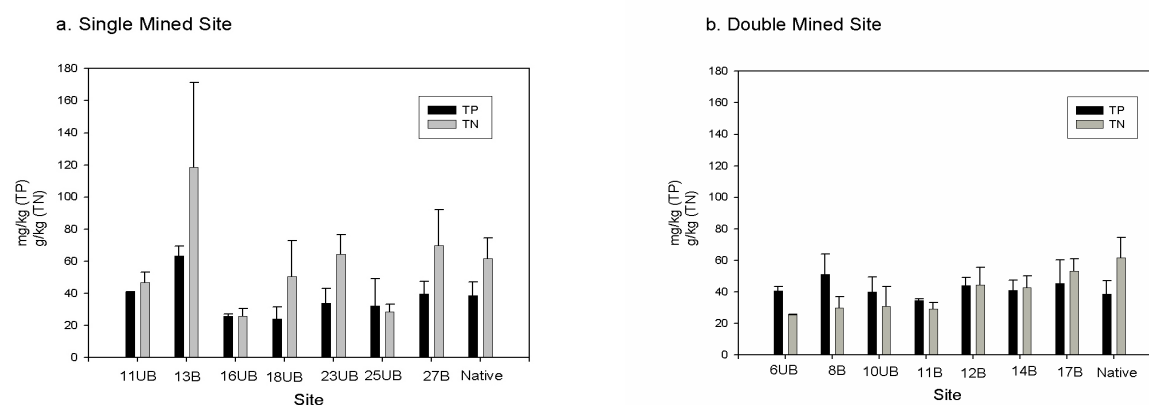 a. Single Mined Site
180
160
140
120
100
80
60
40
20
0
mg/kg (TP)
g/kg (TN)
TP
TN
11UB 13B 16UB 18UB 23UB 25UB 27B Native
Site
b. Double Mined Site
180
160
140
120
100
80
60
40
20
0
mg/kg (TP)
g/kg (TN)
TP
TN
6UB 8B 10UB 11B 12B 14B 17B Native
Site